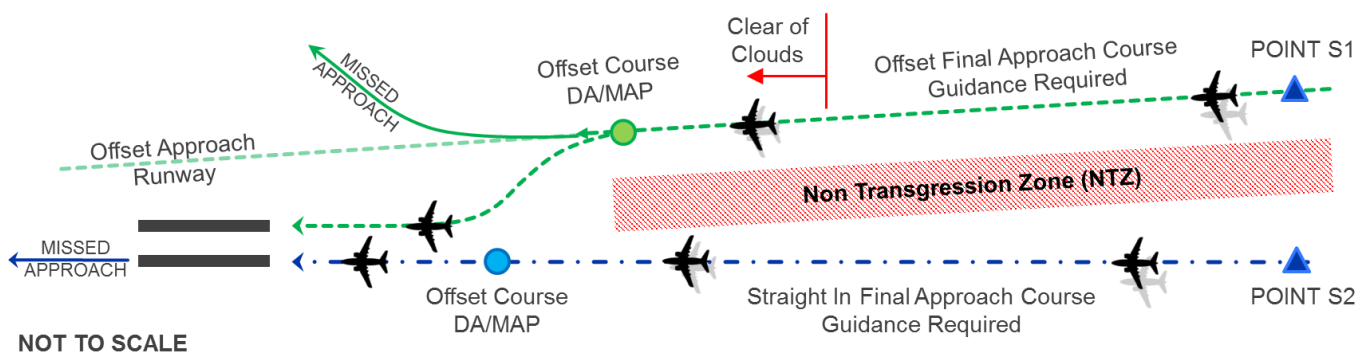 Clear of
Clouds
Offset Final Approach Course
Guidance Required
POINT S1
Offset Course
DA/MAP
MISSED
APPROACH
Offset Approach
Runway
Non Transgression Zone (NTZ)
MISSED
APPROACH
Offset Course
DA/MAP
Straight In Final Approach Course
Guidance Required
POINT S2
NOT TO SCALE